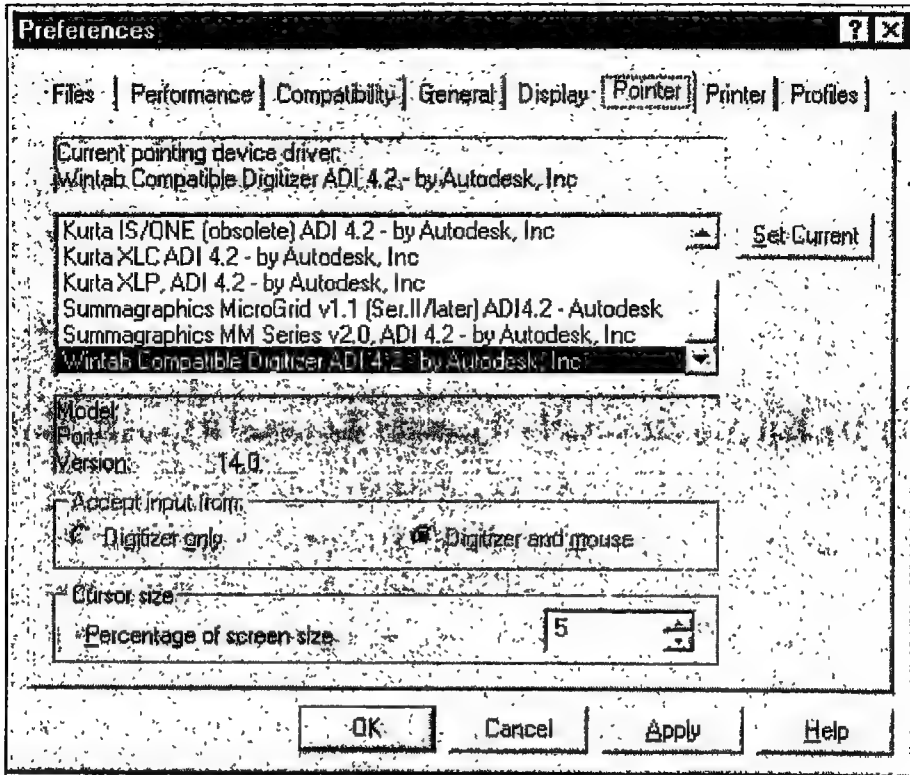 Preferences
Files Performance Compatibility General Display Pointer Printer Profiles
Current pointing device driver:
Wintab Compatible Digitizer ADI 4.2 - by Autodesk, Inc
Kurta IS/ONE (obsolete) ADI 4.2 - by Autodesk, Inc
Set Current
Kurta XLC ADI 4.2 - by Autodesk, Inc
Kurta XLP, ADI 4.2 - by Autodesk, Inc
Summagraphics MicroGrid v1.1 (Ser.II/later) ADI4.2 - Autodesk
Summagraphics MM Series v2.0, ADI 4.2 - by Autodesk, Inc
Wintab Compatible Digitizer ADI 4.2 - by Autodesk, Inc
Model:
Port:
Version: 14.0
Accept input from:
Digitizer only
Digitizer and mouse
Cursor size
Percentage of screen size
5
OK Cancel Apply Help